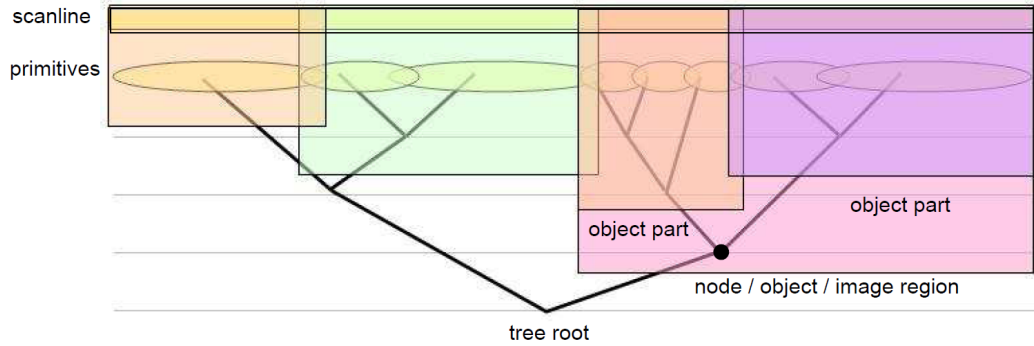 scanline
primitives
object part
object part
node / object / image region
tree root